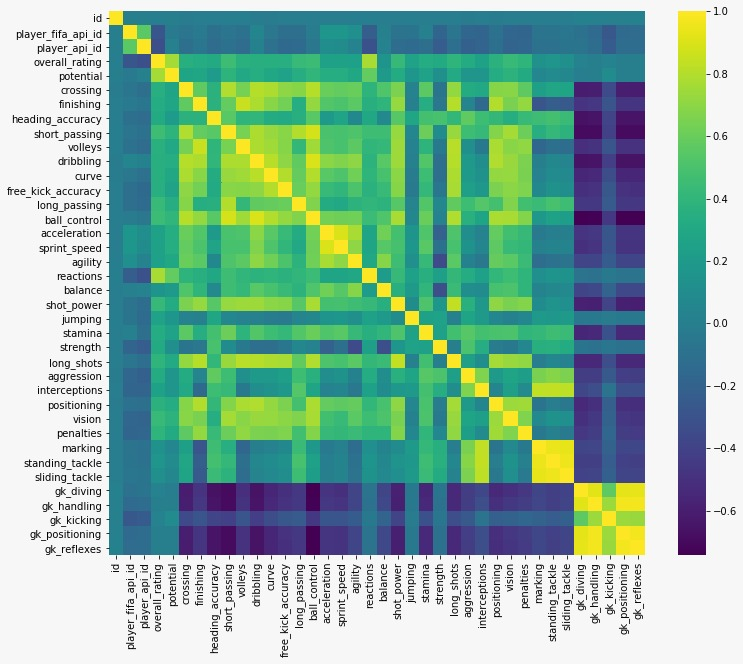 id
player_fifa_api_id
player_api_id
overall_rating
potential
crossing
finishing
heading_accuracy
short_passing
volleys
dribbling
curve
free_kick_accuracy
long_passing
ball_control
acceleration
sprint_speed
agility
reactions
balance
shot_power
jumping
stamina
strength
long_shots
aggression
interceptions
positioning
vision
penalties
marking
standing_tackle
sliding_tackle
gk_diving
gk_handling
gk_kicking
gk_positioning
gk_reflexes
id
player_fifa_api_id
player_api_id
overall_rating
potential
crossing
finishing
heading_accuracy
short_passing
volleys
dribbling
curve
free_kick_accuracy
long_passing
ball_control
acceleration
sprint_speed
agility
reactions
balance
shot_power
jumping
stamina
strength
long_shots
aggression
interceptions
positioning
vision
penalties
marking
standing_tackle
sliding_tackle
gk_diving
gk_handling
gk_kicking
gk_positioning
gk_reflexes
1.0
0.8
0.6
0.4
0.2
0.0
−0.2
−0.4
−0.6